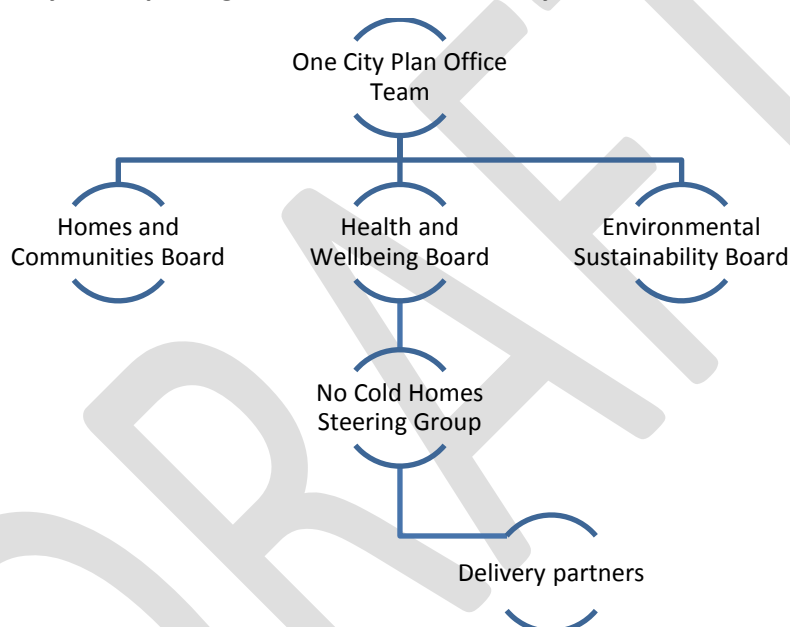 One City Plan Office
Team
Homes and
Communities Board
Health and
Wellbeing Board
Environmental
Sustainability Board
No Cold Homes
Steering Group
Delivery partners
DRAFT